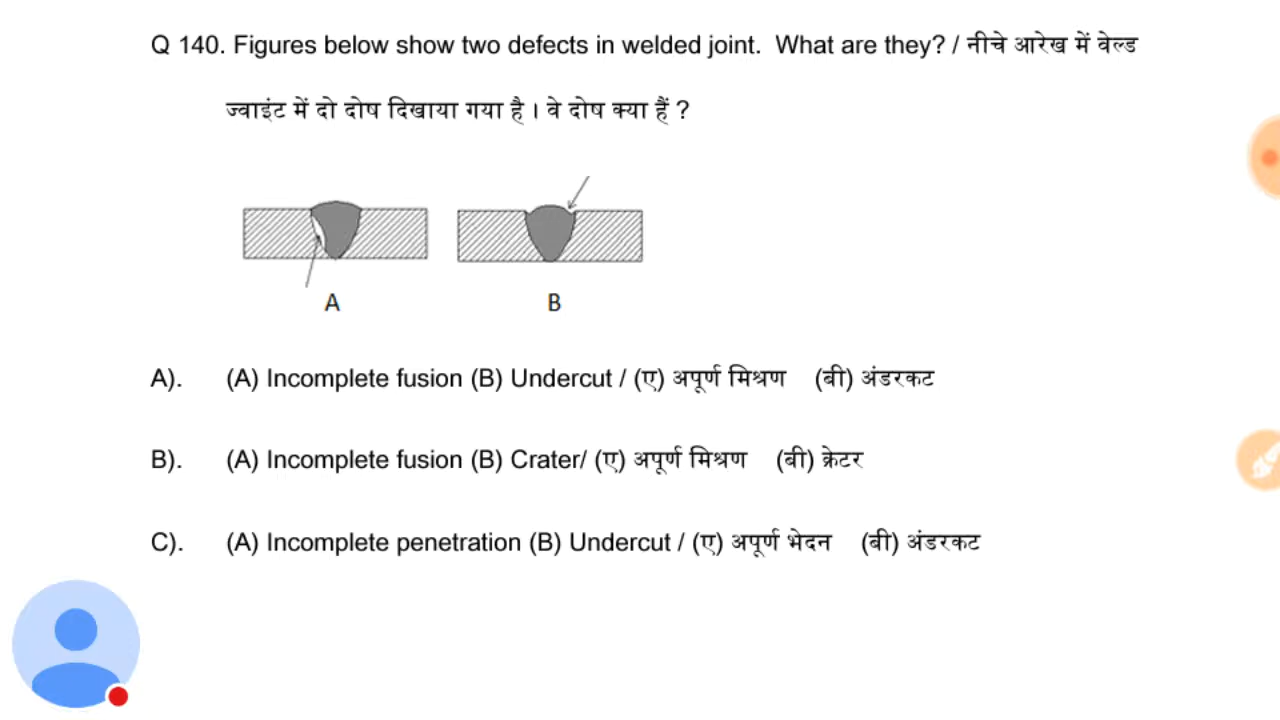 Q 140. Figures below show two defects in welded joint.  What are they? / नीचे आरेख में वेल्ड
ज्वाइंट में दो दोष दिखाया गया है। वे दोष क्या हैं ?
A
B
A). (A) Incomplete fusion (B) Undercut / (ए) अपूर्ण मिश्रण (बी) अंडरकट
B). (A) Incomplete fusion (B) Crater/ (ए) अपूर्ण मिश्रण (बी) क्रेटर
C). (A) Incomplete penetration (B) Undercut / (ए) अपूर्ण भेदन (बी) अंडरकट